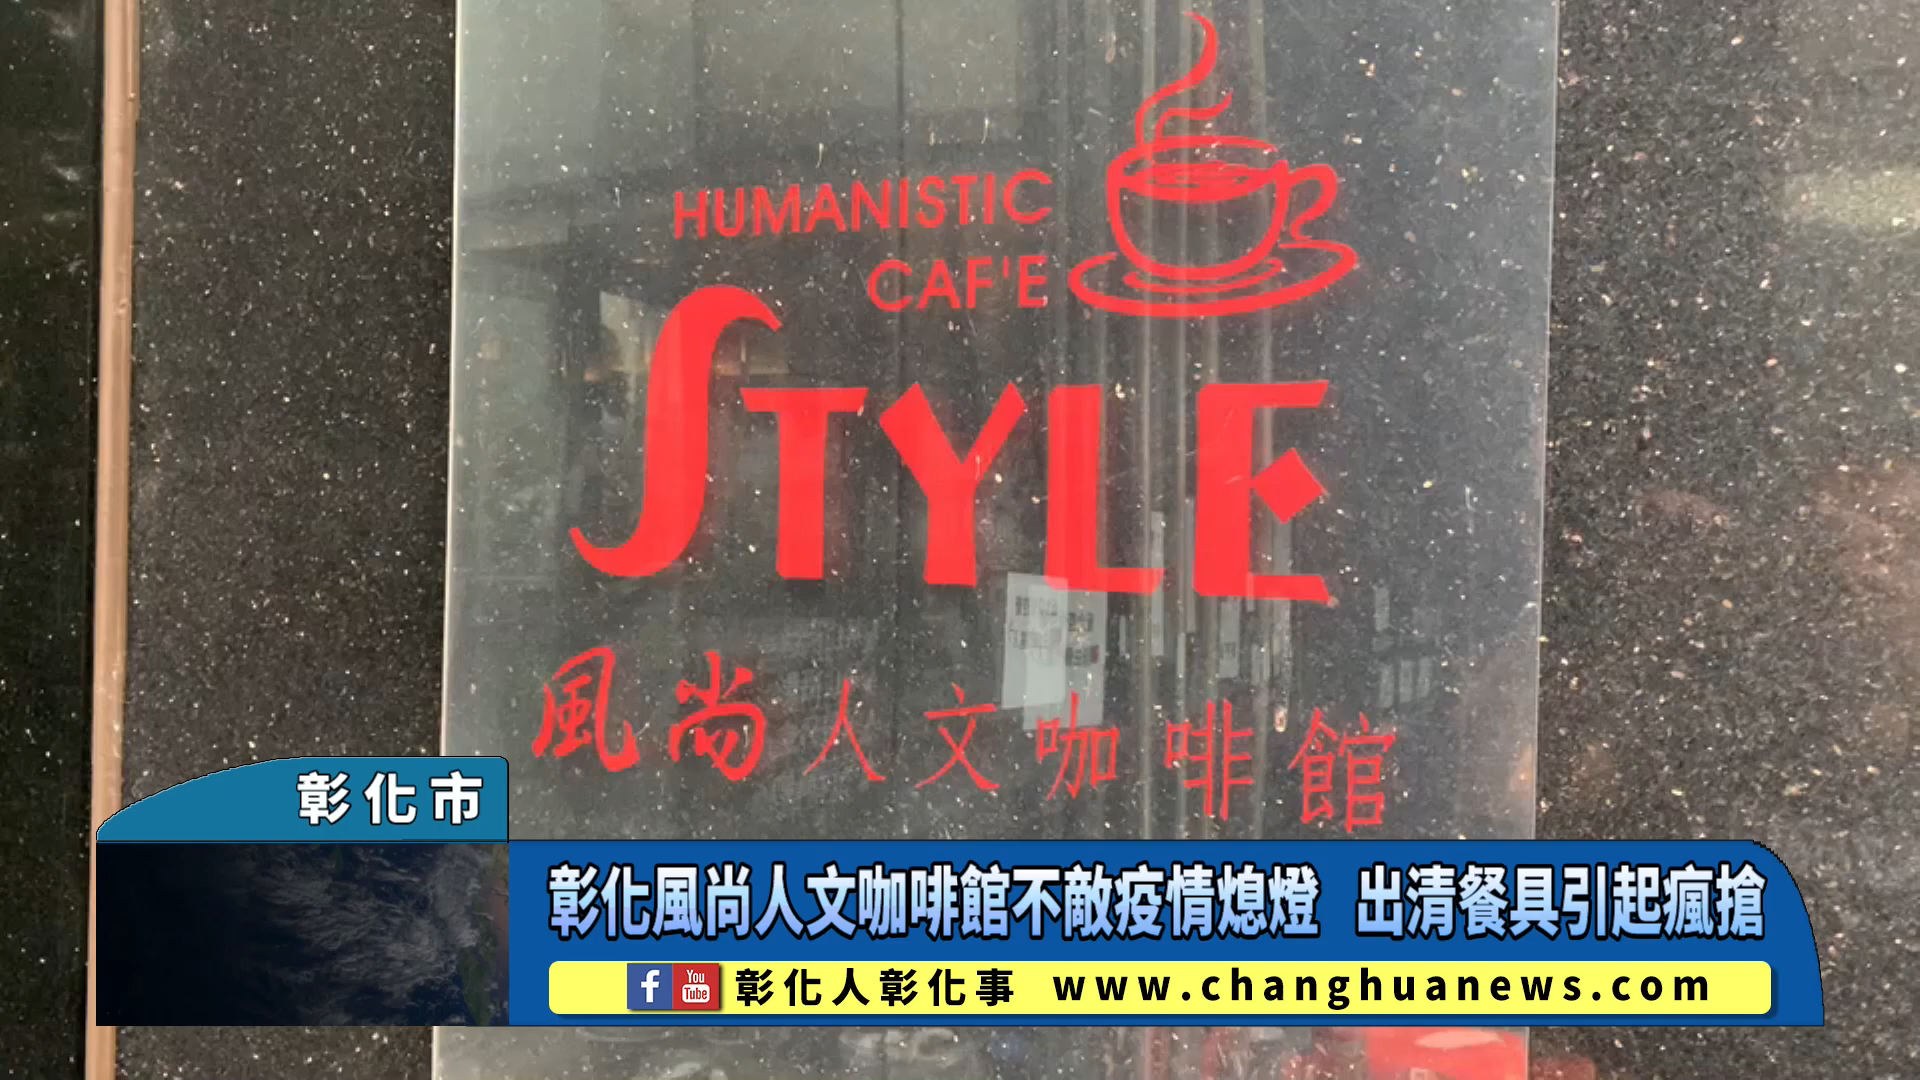 HUMANISTIC
CAF'E
STYLE
風尚人文咖啡館
彰化市
彰化風尚人文咖啡館不敵疫情熄燈 出清餐具引起瘋搶
f You Tube 彰化人彰化事 www.changhuanews.com